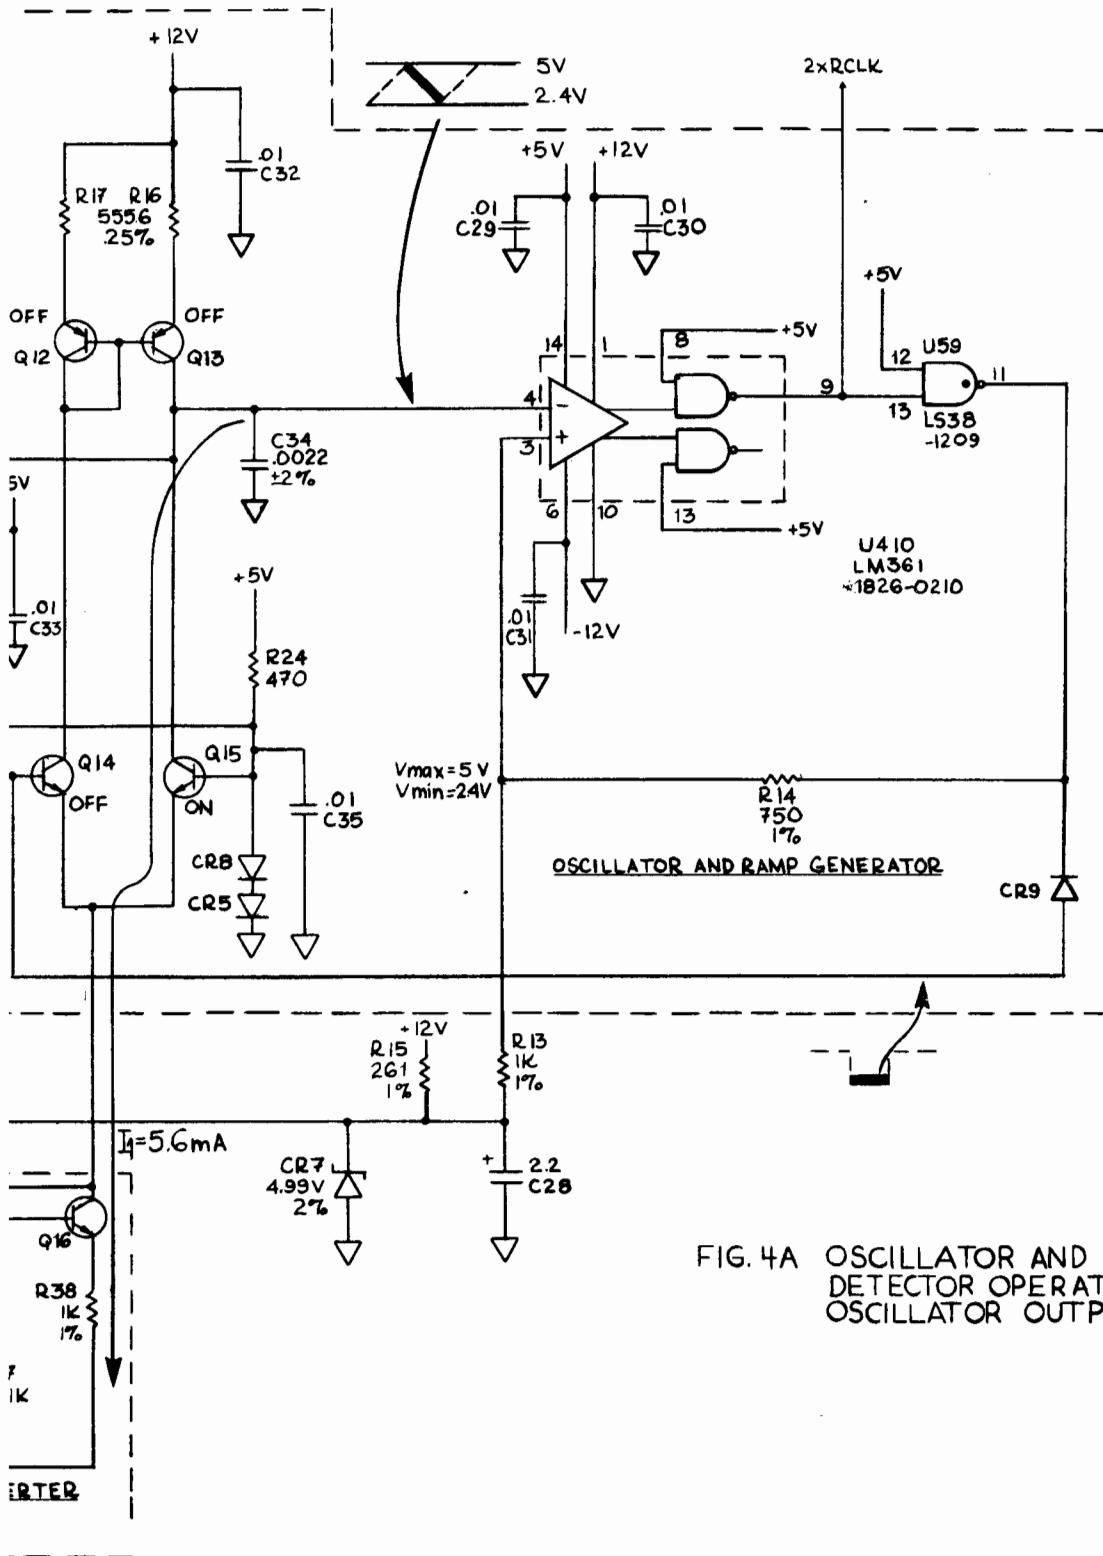 +12V
5V
2.4V
2xRCLK
.01
C32
+5V
+12V
R17
R16
555.6
.25%
.01
C29
.01
C30
+5V
OFF
OFF
Q12
Q13
14
1
8
+5V
12
U59
11
4
-
9
13
LS38
-1209
3
+
C34
.0022
±2%
6
10
13
+5V
5V
U410
LM361
1826-0210
+5V
.01
C33
.01
C31
-12V
R24
470
Q14
Q15
OFF
ON
Vmax=5V
Vmin=2.4V
.01
C35
R14
750
1%
CR8
CR5
OSCILLATOR AND RAMP GENERATOR
CR9
+12V
R15
261
1%
R13
1K
1%
I1=5.6mA
CR7
4.99V
2%
+
2.2
C28
Q16
R38
1K
1%
1K
ERTER
FIG. 4A OSCILLATOR AND
DETECTOR OPERAT
OSCILLATOR OUTP